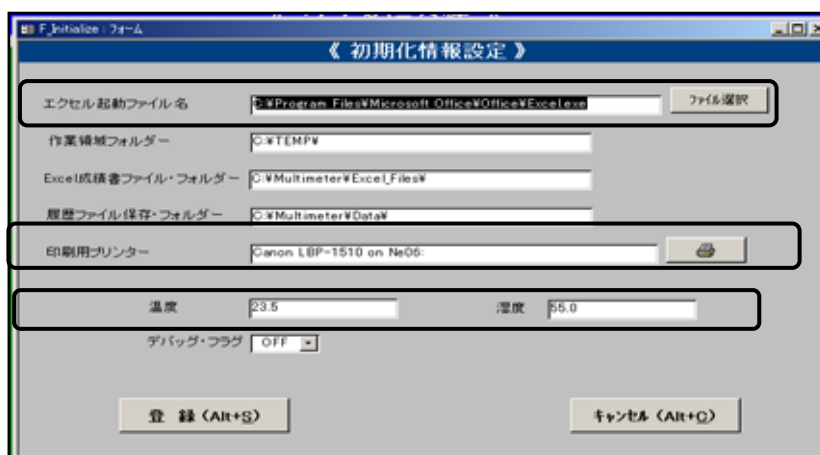 F_Initialize : フォーム
《 初期化情報設定 》
エクセル起動ファイル名 C:¥Program Files¥Microsoft Office¥Office¥Excel.exe ファイル選択
作業領域フォルダー C:¥TEMP¥
Excel成績書ファイル・フォルダー C:¥Multimeter¥Excel_Files¥
履歴ファイル保存・フォルダー C:¥Multimeter¥Data¥
印刷用プリンター Canon LBP-1510 on Ne06:
温度 23.5 湿度 55.0
デバッグ・フラグ OFF
登 録 (Alt+S) キャンセル (Alt+C)